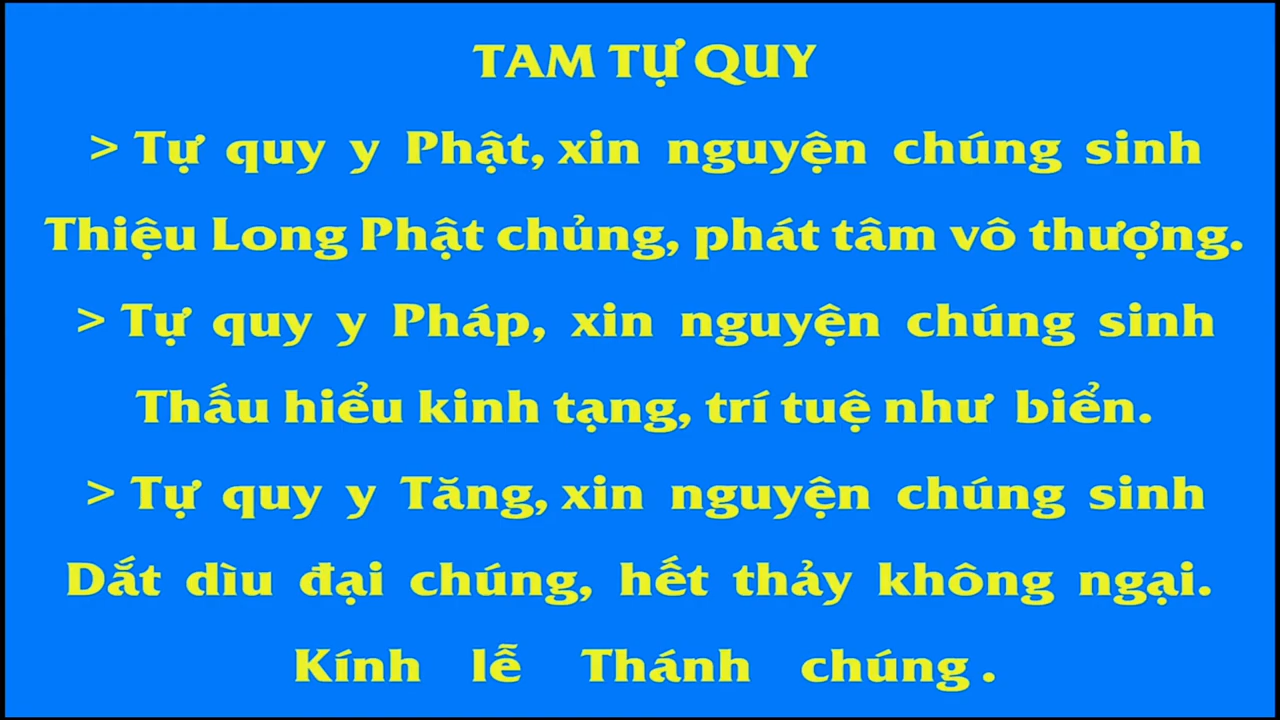 TAM TỰ QUY
> Tự quy y Phật, xin nguyện chúng sinh
Thiệu Long Phật chủng, phát tâm vô thượng.
> Tự quy y Pháp, xin nguyện chúng sinh
Thấu hiểu kinh tạng, trí tuệ như biển.
> Tự quy y Tăng, xin nguyện chúng sinh
Dắt dìu đại chúng, hết thảy không ngại.
Kính lễ Thánh chúng.